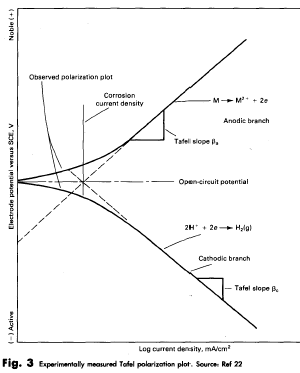 Noble (+)
Electrode potential versus SCE, V
(−) Active
Observed polarization plot
Corrosion
current density
M → M²⁺ + 2e
Anodic branch
Tafel slope βa
Open-circuit potential
2H⁺ + 2e → H₂(g)
Cathodic branch
Tafel slope βc
Log current density, mA/cm²
Fig. 3 Experimentally measured Tafel polarization plot. Source: Ref 22